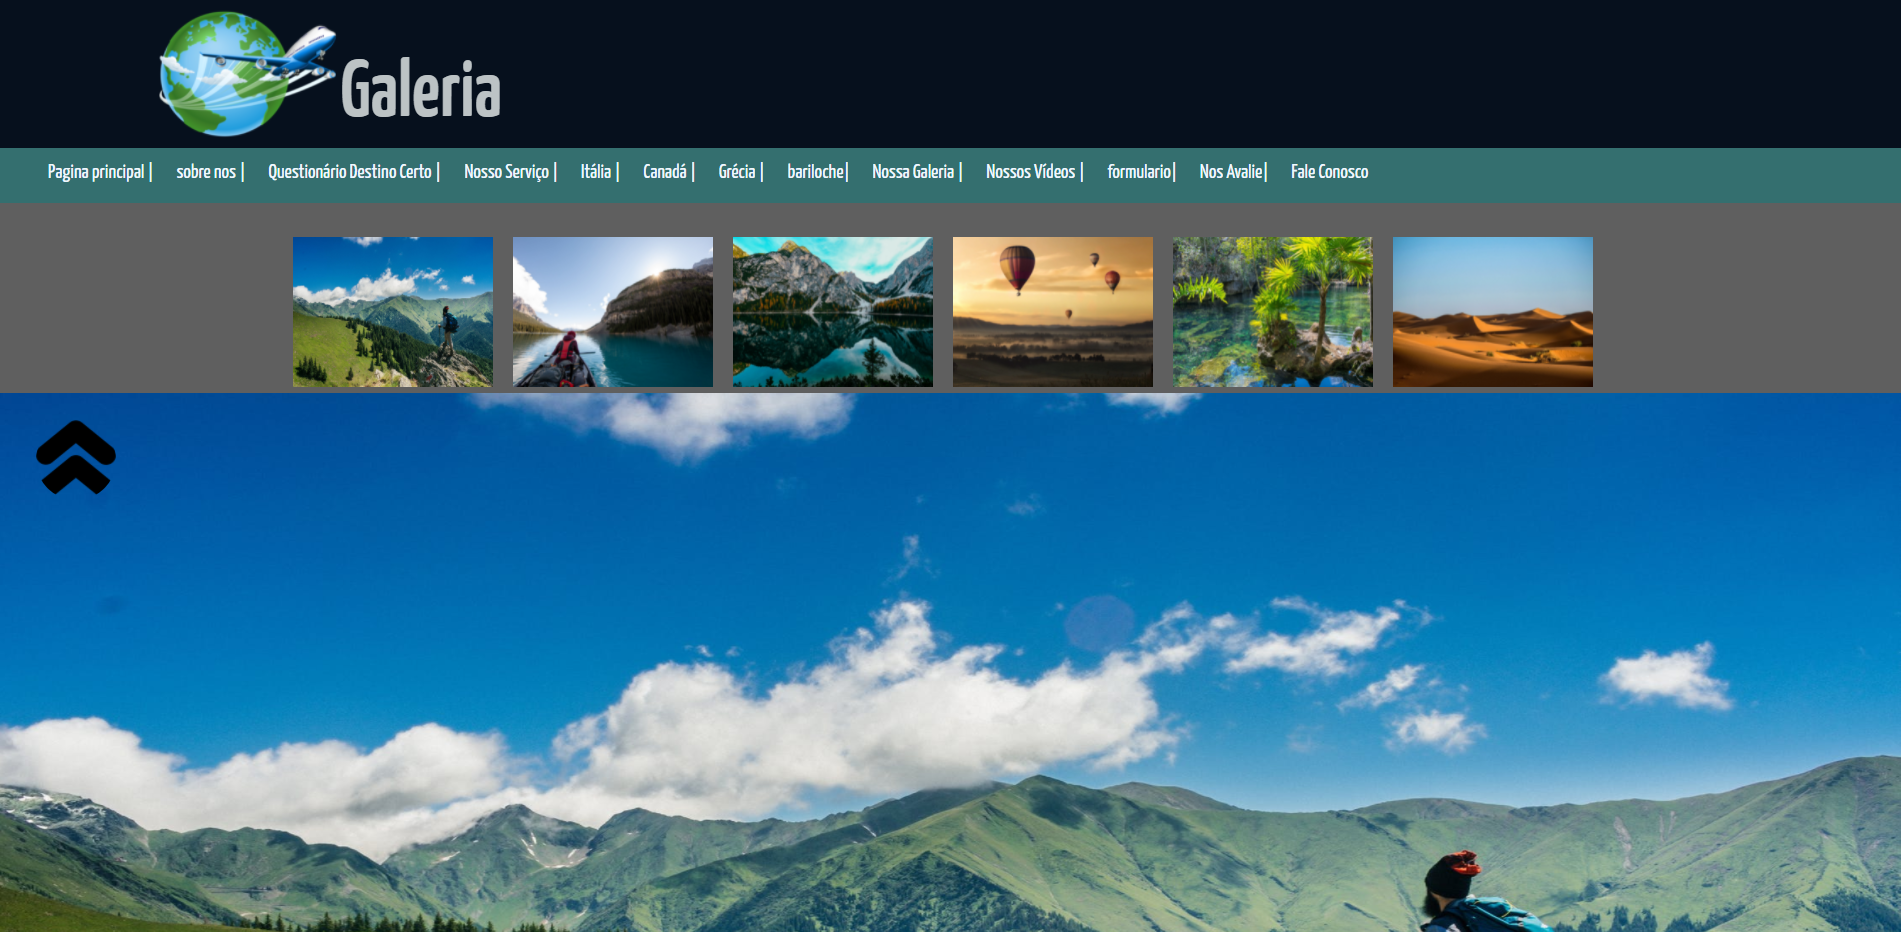 Galeria
Pagina principal | sobre nos | Questionário Destino Certo | Nosso Serviço | Itália | Canadá | Grécia | bariloche| Nossa Galeria | Nossos Vídeos | formulario| Nos Avalie| Fale Conosco